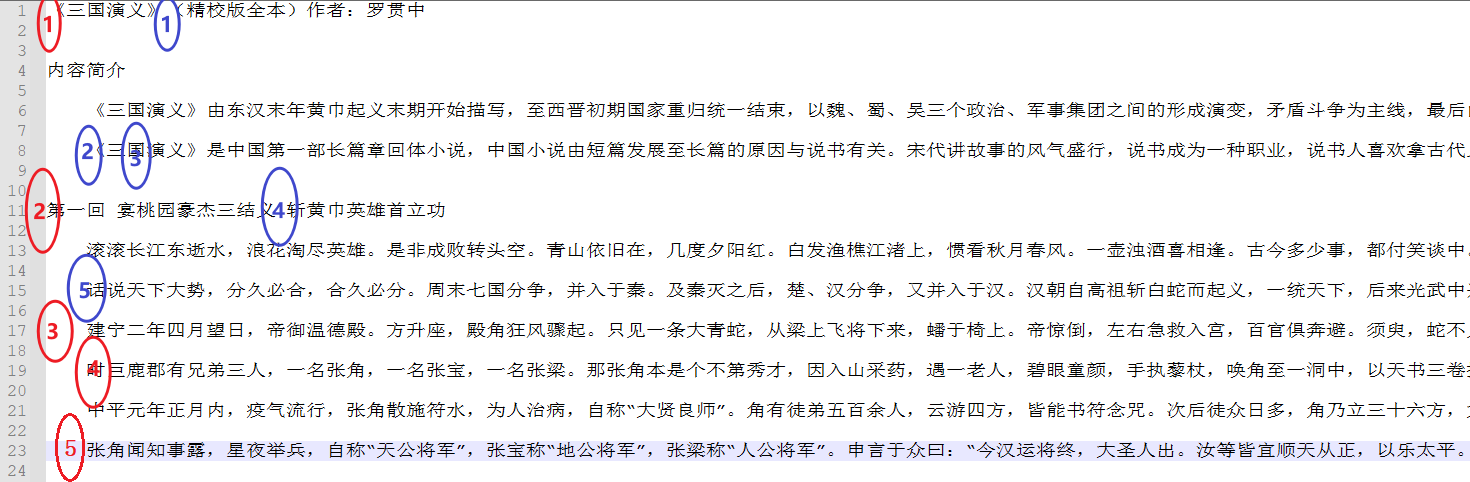 1 1《三国演义》1（精校版全本）作者：罗贯中
2
3
4 内容简介
5
6 《三国演义》由东汉末年黄巾起义末期开始描写，至西晋初期国家重归统一结束，以魏、蜀、吴三个政治、军事集团之间的形成演变，矛盾斗争为主线，最后
7
8 2《三国3演义》是中国第一部长篇章回体小说，中国小说由短篇发展至长篇的原因与说书有关。宋代讲故事的风气盛行，说书成为一种职业，说书人喜欢拿古代
9
10
11 2第一回 宴桃园豪杰三结义4斩黄巾英雄首立功
12
13 滚滚长江东逝水，浪花淘尽英雄。是非成败转头空。青山依旧在，几度夕阳红。白发渔樵江渚上，惯看秋月春风。一壶浊酒喜相逢。古今多少事，都付笑谈中
14
15 5话说天下大势，分久必合，合久必分。周末七国分争，并入于秦。及秦灭之后，楚、汉分争，又并入于汉。汉朝自高祖斩白蛇而起义，一统天下，后来光武中
16
17 3 建宁二年四月望日，帝御温德殿。方升座，殿角狂风骤起。只见一条大青蛇，从梁上飞将下来，蟠于椅上。帝惊倒，左右急救入宫，百官俱奔避。须臾，蛇不
18
19 4时巨鹿郡有兄弟三人，一名张角，一名张宝，一名张梁。那张角本是个不第秀才，因入山采药，遇一老人，碧眼童颜，手执藜杖，唤角至一洞中，以天书三卷
20
21 中平元年正月内，疫气流行，张角散施符水，为人治病，自称“大贤良师”。角有徒弟五百余人，云游四方，皆能书符念咒。次后徒众日多，角乃立三十六方，
22
23 5 张角闻知事露，星夜举兵，自称“天公将军”，张宝称“地公将军”，张梁称“人公将军”。申言于众曰：“今汉运将终，大圣人出。汝等皆宜顺天从正，以乐太平。
24